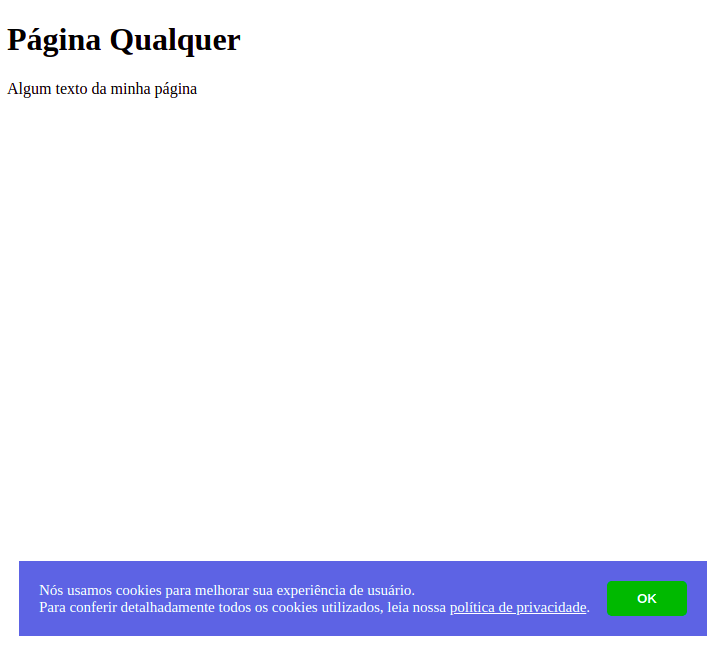 Página Qualquer
Algum texto da minha página
Nós usamos cookies para melhorar sua experiência de usuário.
Para conferir detalhadamente todos os cookies utilizados, leia nossa política de privacidade.
OK